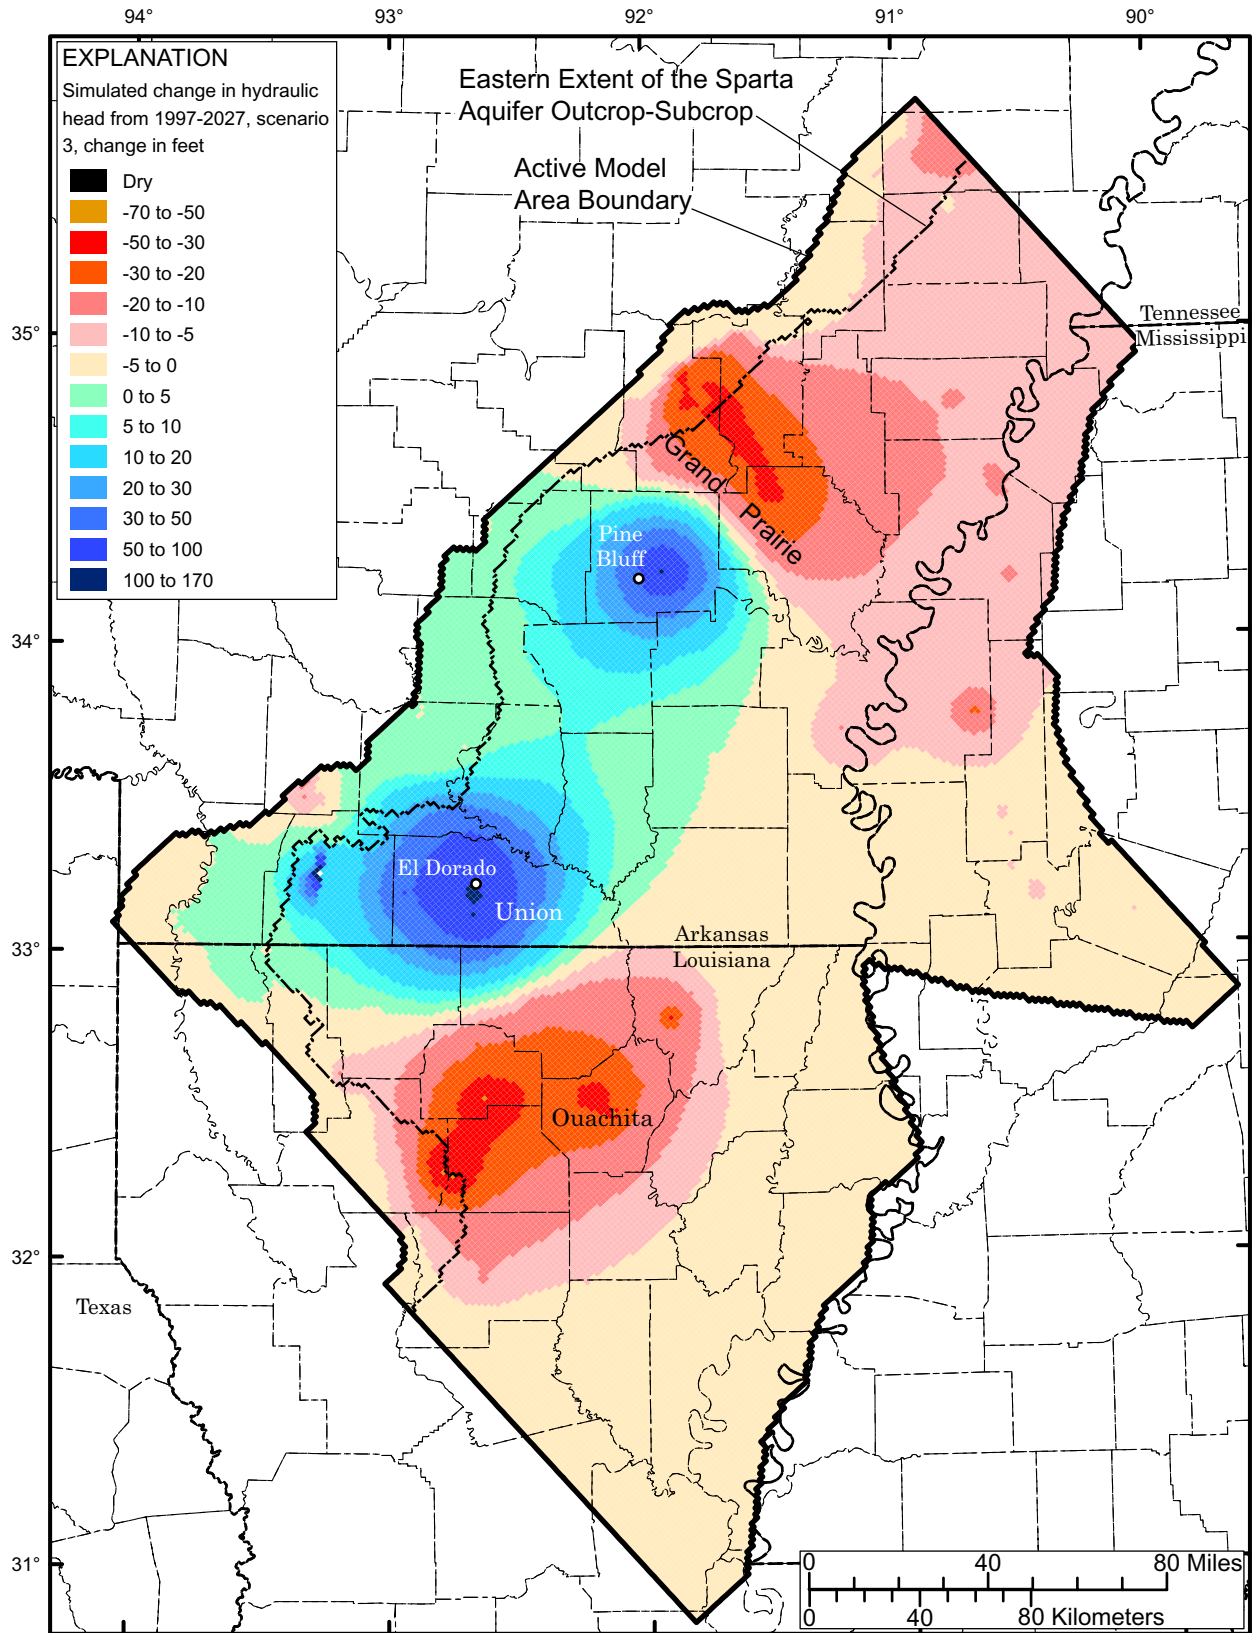 94°
93°
92°
91°
90°
EXPLANATION
Simulated change in hydraulic
head from 1997-2027, scenario
3, change in feet
Dry
-70 to -50
-50 to -30
-30 to -20
-20 to -10
-10 to -5
-5 to 0
0 to 5
5 to 10
10 to 20
20 to 30
30 to 50
50 to 100
100 to 170
Eastern Extent of the Sparta
Aquifer Outcrop-Subcrop
Active Model
Area Boundary
35°
Tennessee
Mississippi
Grand Prairie
Pine
Bluff
34°
El Dorado
Union
33°
Arkansas
Louisiana
Ouachita
32°
Texas
31°
0 40 80 Miles
0 40 80 Kilometers